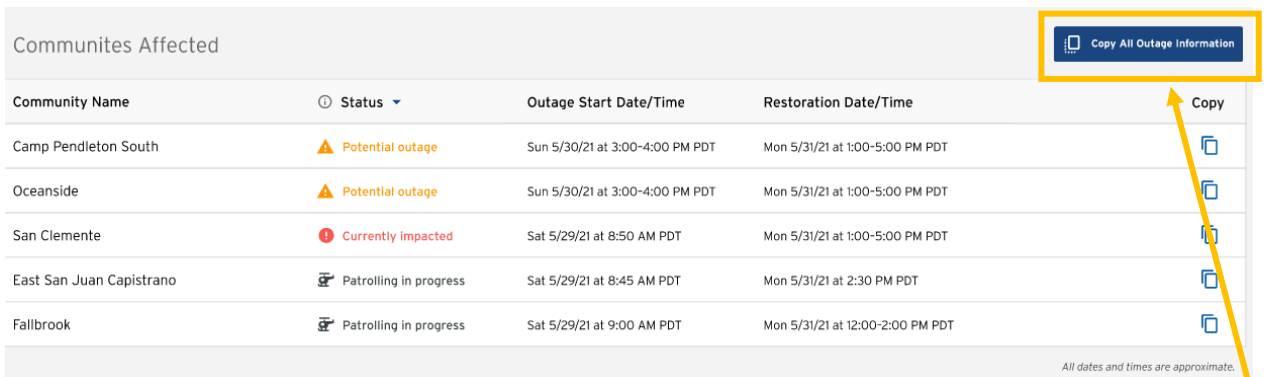 Communites Affected
Copy All Outage Information
Community Name Status Outage Start Date/Time Restoration Date/Time Copy
Camp Pendleton South Potential outage Sun 5/30/21 at 3:00-4:00 PM PDT Mon 5/31/21 at 1:00-5:00 PM PDT
Oceanside Potential outage Sun 5/30/21 at 3:00-4:00 PM PDT Mon 5/31/21 at 1:00-5:00 PM PDT
San Clemente Currently impacted Sat 5/29/21 at 8:50 AM PDT Mon 5/31/21 at 1:00-5:00 PM PDT
East San Juan Capistrano Patrolling in progress Sat 5/29/21 at 8:45 AM PDT Mon 5/31/21 at 2:30 PM PDT
Fallbrook Patrolling in progress Sat 5/29/21 at 9:00 AM PDT Mon 5/31/21 at 12:00-2:00 PM PDT
All dates and times are approximate.